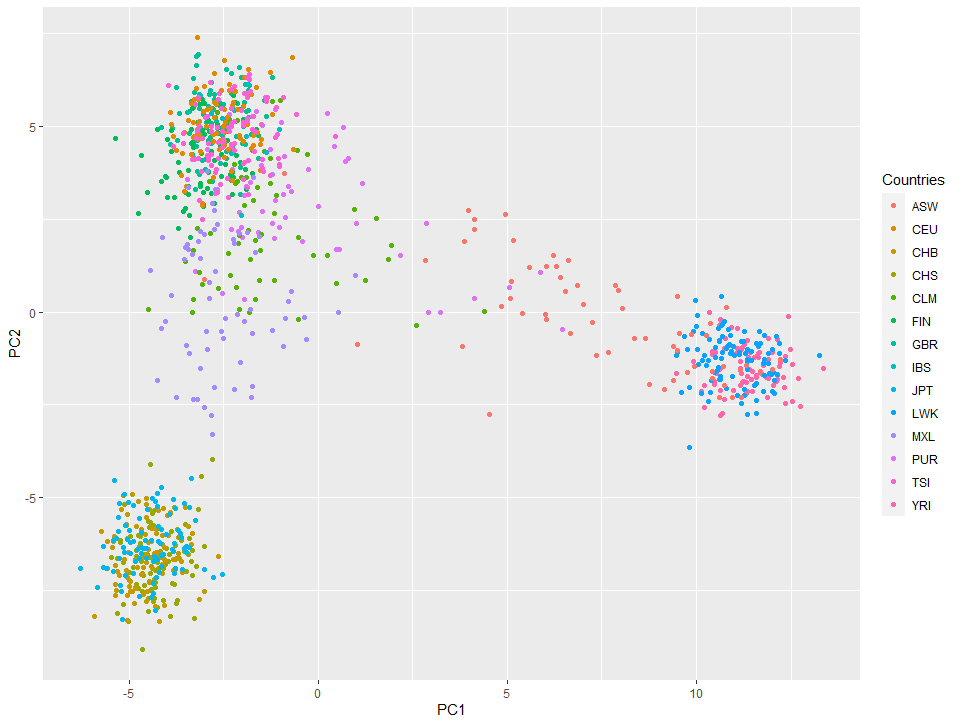 Countries
ASW
CEU
CHB
CHS
CLM
FIN
GBR
IBS
JPT
LWK
MXL
PUR
TSI
YRI
PC2
5
0
-5
-5
0
5
10
PC1